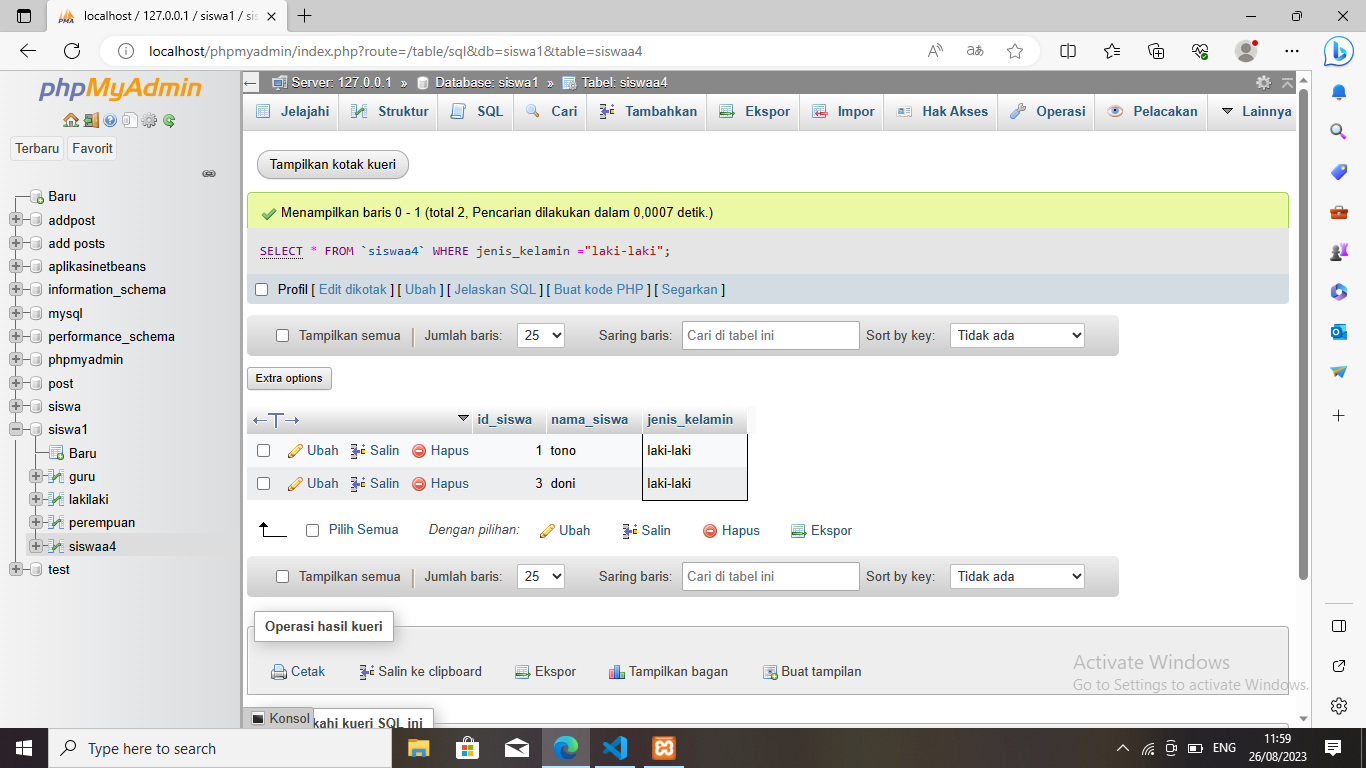 localhost / 127.0.0.1 / siswa1 / sis
localhost/phpmyadmin/index.php?route=/table/sql&db=siswa1&table=siswaa4
phpMyAdmin
Terbaru Favorit
Baru
addpost
add posts
aplikasinetbeans
information_schema
mysql
performance_schema
phpmyadmin
post
siswa
siswa1
Baru
guru
lakilaki
perempuan
siswaa4
test
Server: 127.0.0.1 » Database: siswa1 » Tabel: siswaa4
Jelajahi Struktur SQL Cari Tambahkan Ekspor Impor Hak Akses Operasi Pelacakan Lainnya
Tampilkan kotak kueri
Menampilkan baris 0 - 1 (total 2, Pencarian dilakukan dalam 0,0007 detik.)
SELECT * FROM `siswaa4` WHERE jenis_kelamin ="laki-laki";
Profil [ Edit dikotak ] [ Ubah ] [ Jelaskan SQL ] [ Buat kode PHP ] [ Segarkan ]
Tampilkan semua Jumlah baris: 25 Saring baris: Cari di tabel ini Sort by key: Tidak ada
Extra options
id_siswa nama_siswa jenis_kelamin
Ubah Salin Hapus 1 tono laki-laki
Ubah Salin Hapus 3 doni laki-laki
Pilih Semua Dengan pilihan: Ubah Salin Hapus Ekspor
Tampilkan semua Jumlah baris: 25 Saring baris: Cari di tabel ini Sort by key: Tidak ada
Operasi hasil kueri
Cetak Salin ke clipboard Ekspor Tampilkan bagan Buat tampilan
Activate Windows
Go to Settings to activate Windows.
Konsol
kahi kueri SQL ini
Type here to search
ENG
11:59
26/08/2023